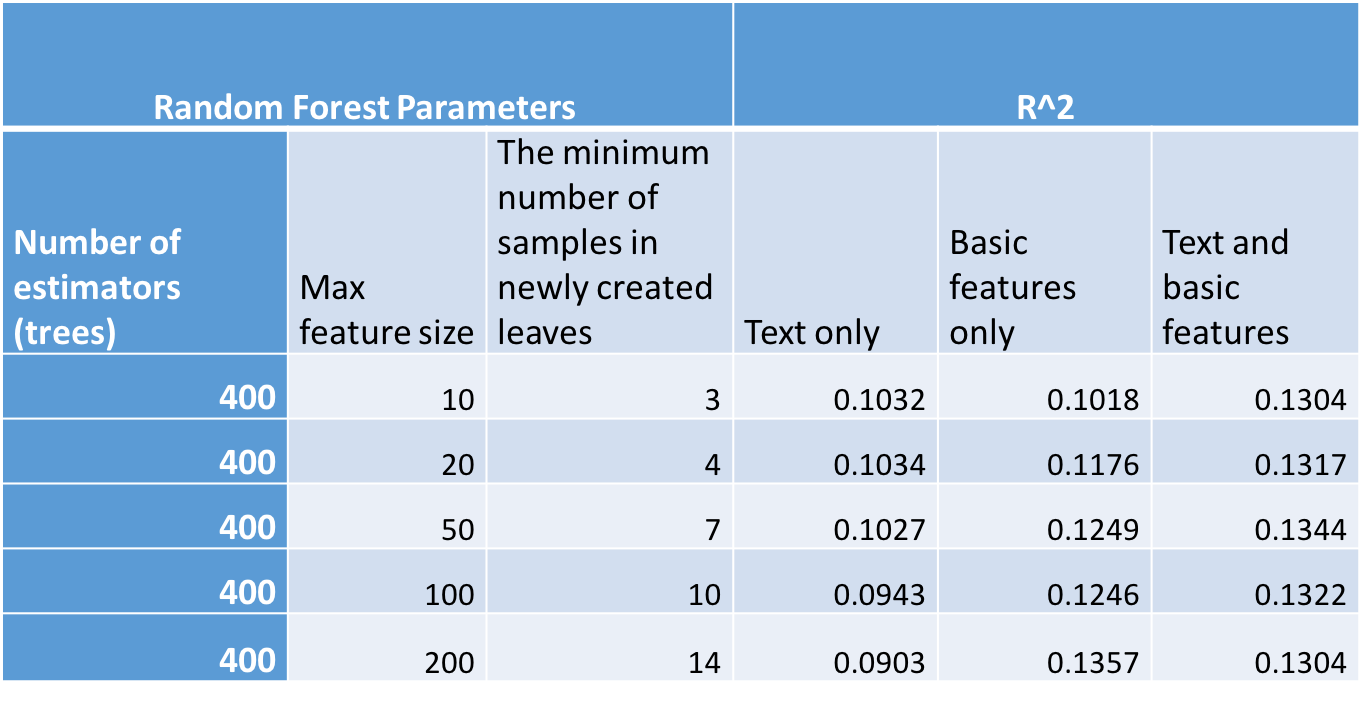 Random Forest Parameters R^2
Number of estimators (trees) Max feature size The minimum number of samples in newly created leaves Text only Basic features only Text and basic features
400 10 3 0.1032 0.1018 0.1304
400 20 4 0.1034 0.1176 0.1317
400 50 7 0.1027 0.1249 0.1344
400 100 10 0.0943 0.1246 0.1322
400 200 14 0.0903 0.1357 0.1304